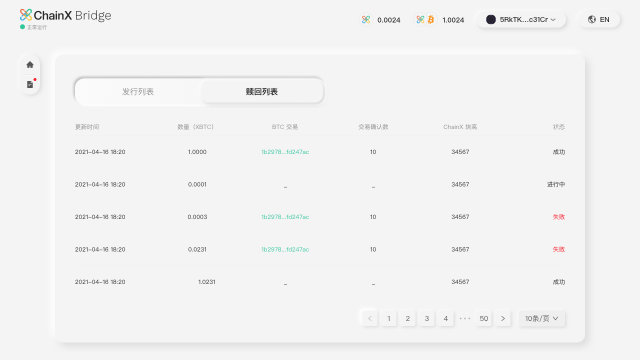 ChainX Bridge
正常运行
0.0024
1.0024
5RkTK...c31Cr
EN
发行列表
赎回列表
更新时间 数量（XBTC） BTC 交易 交易确认数 ChainX 块高 状态
2021-04-16 18:20 1.0000 1b2978...fd247ac 10 34567 成功
2021-04-16 18:20 0.0001 _ _ 34567 进行中
2021-04-16 18:20 0.0003 1b2978...fd247ac 10 34567 失败
2021-04-16 18:20 0.0231 1b2978...fd247ac 10 34567 失败
2021-04-16 18:20 1.0231 _ _ 34567 成功
< 1 2 3 4 ··· 50 > 10条/页